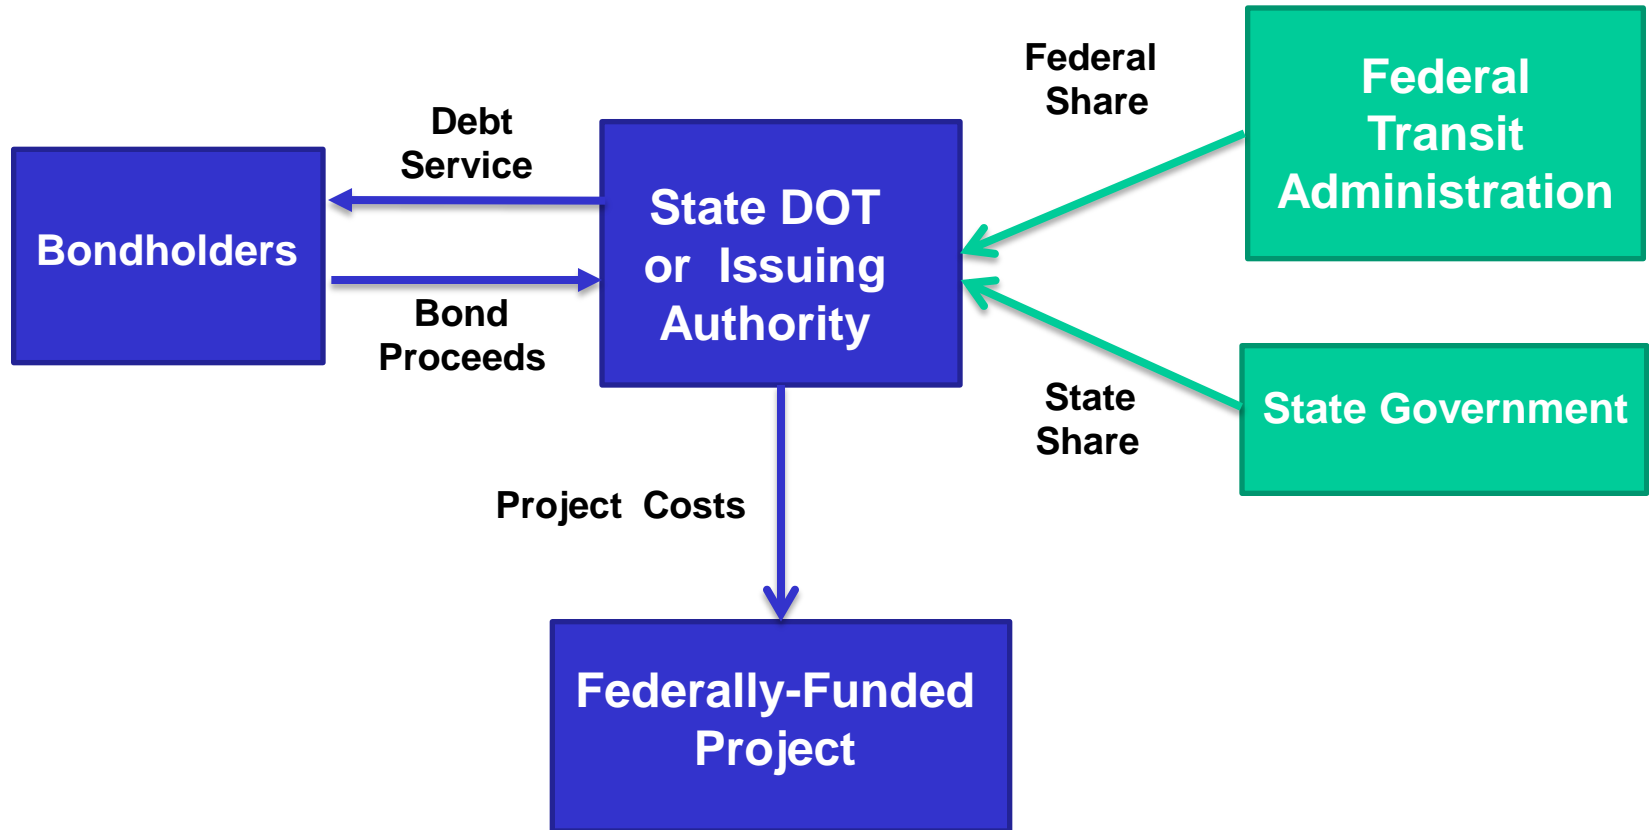 Federal
Share
Federal
Transit
Administration
Debt
Service
Bondholders
State DOT
or Issuing
Authority
Bond
Proceeds
State
Share
State Government
Project Costs
Federally-Funded
Project